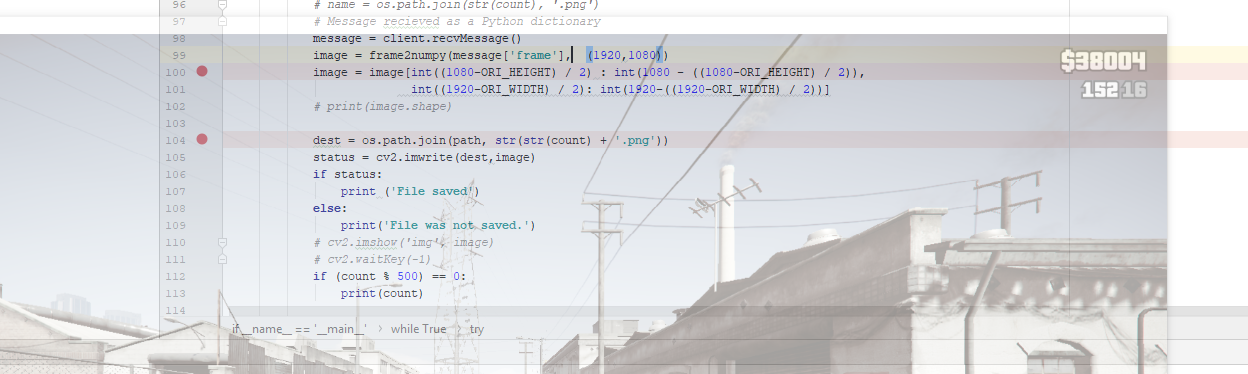 96 # name = os.path.join(str(count), '.png')
97 # Message recieved as a Python dictionary
98 message = client.recvMessage()
99 image = frame2numpy(message['frame'], (1920,1080))
100 image = image[int((1080-ORI_HEIGHT) / 2) : int(1080 - ((1080-ORI_HEIGHT) / 2)),
101 int((1920-ORI_WIDTH) / 2): int(1920-((1920-ORI_WIDTH) / 2))]
102 # print(image.shape)
103
104 dest = os.path.join(path, str(str(count) + '.png'))
105 status = cv2.imwrite(dest,image)
106 if status:
107 print ('File saved')
108 else:
109 print('File was not saved.')
110 # cv2.imshow('img', image)
111 # cv2.waitKey(-1)
112 if (count % 500) == 0:
113 print(count)
114
if __name__ == '__main__' › while True › try
$38004
152 16